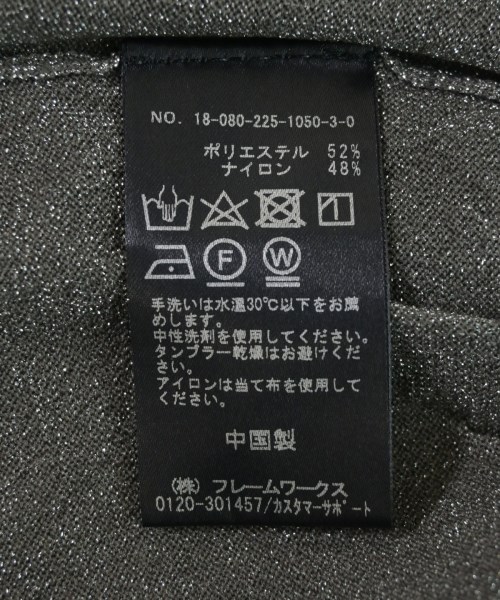 NO. 18-080-225-1050-3-0
ポリエステル 52%
ナイロン 48%
F W
手洗いは水温30℃以下をお薦
めします。
中性洗剤を使用してください。
タンブラー乾燥はお避けくだ
さい。
アイロンは当て布を使用して
ください。
中国製
(株) フレームワークス
0120-301457/カスタマーサポート